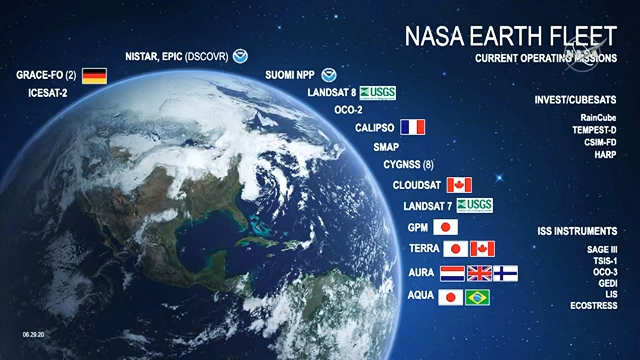 NASA EARTH FLEET
CURRENT OPERATING MISSIONS
NISTAR, EPIC (DSCOVR)
GRACE-FO (2)
ICESAT-2
SUOMI NPP
LANDSAT 8 USGS
OCO-2
CALIPSO
SMAP
CYGNSS (8)
CLOUDSAT
LANDSAT 7 USGS
GPM
TERRA
AURA
AQUA
INVEST/CUBESATS
RainCube
TEMPEST-D
CSIM-FD
HARP
ISS INSTRUMENTS
SAGE III
TSIS-1
OCO-3
GEDI
LIS
ECOSTRESS
06.29.20